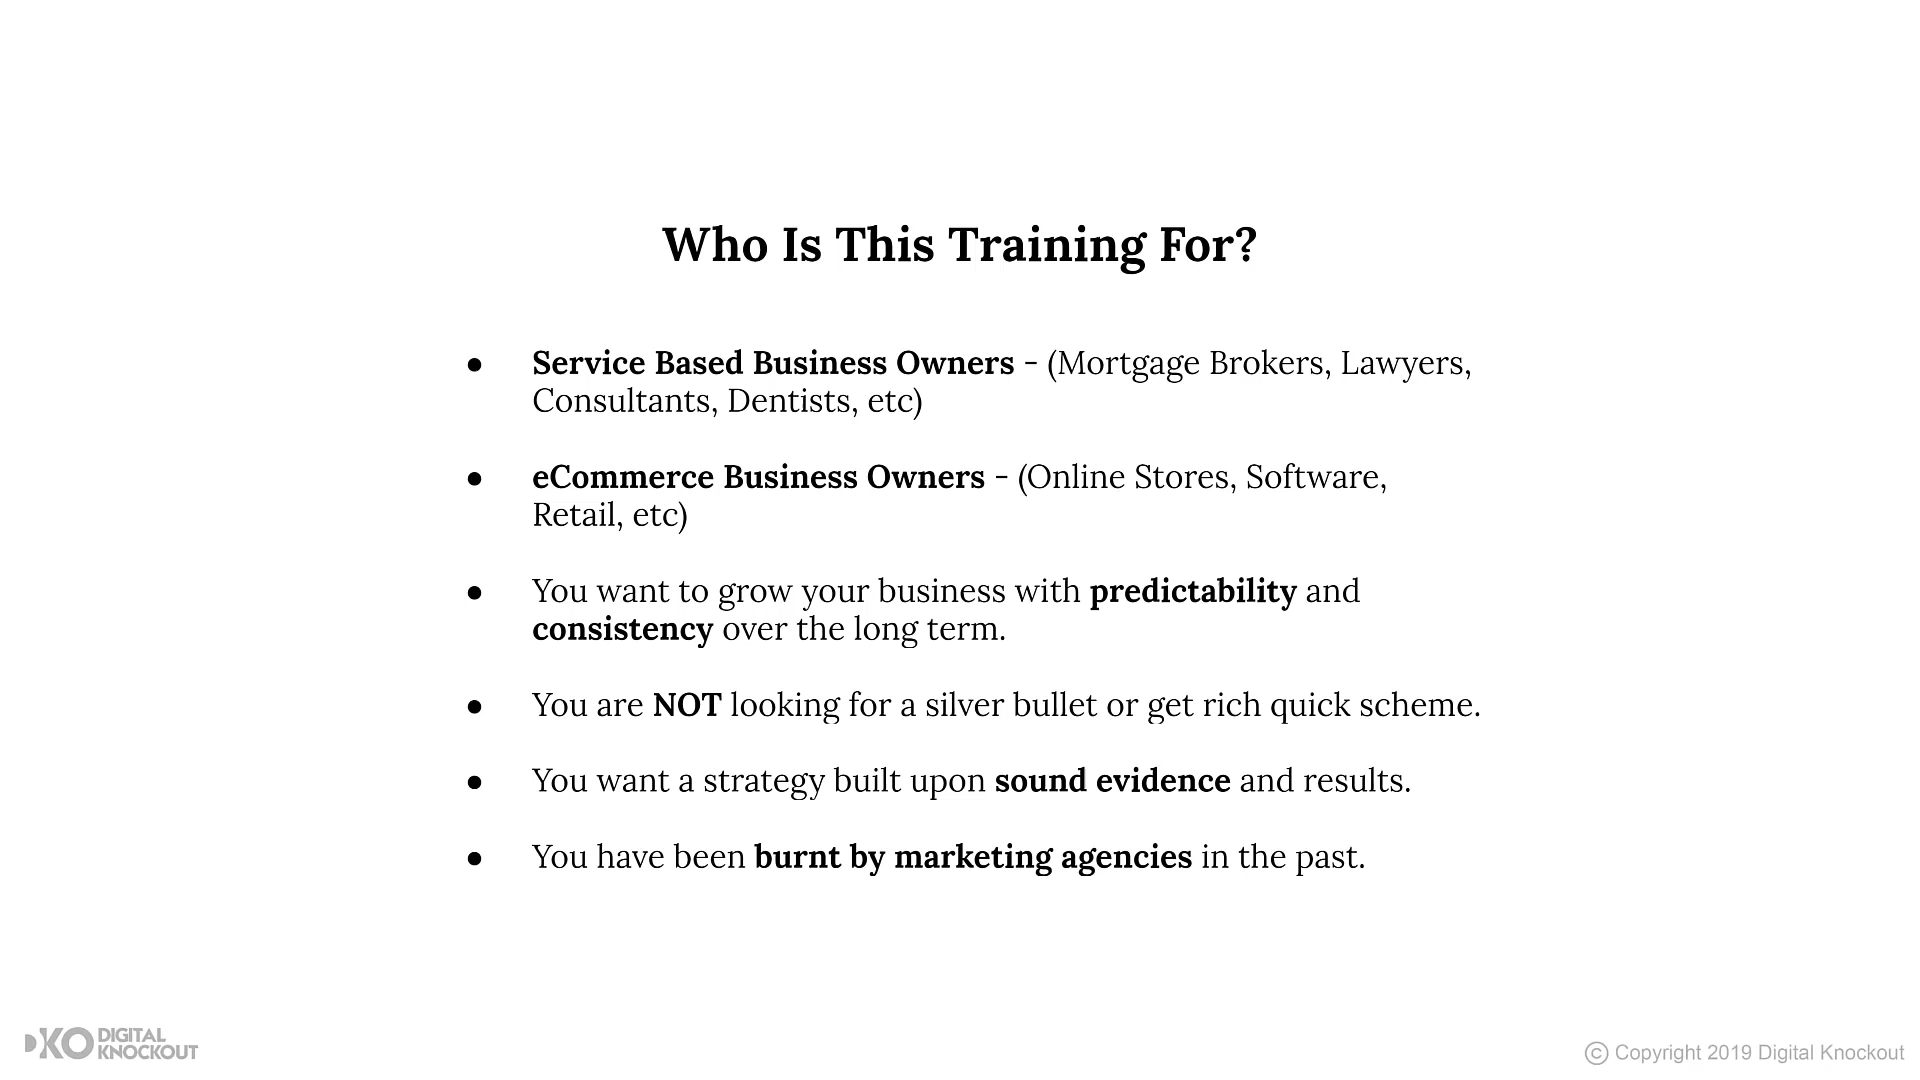 Who Is This Training For?
● Service Based Business Owners - (Mortgage Brokers, Lawyers,
Consultants, Dentists, etc)
● eCommerce Business Owners - (Online Stores, Software,
Retail, etc)
● You want to grow your business with predictability and
consistency over the long term.
● You are NOT looking for a silver bullet or get rich quick scheme.
● You want a strategy built upon sound evidence and results.
● You have been burnt by marketing agencies in the past.
DKO DIGITAL
KNOCKOUT
© Copyright 2019 Digital Knockout